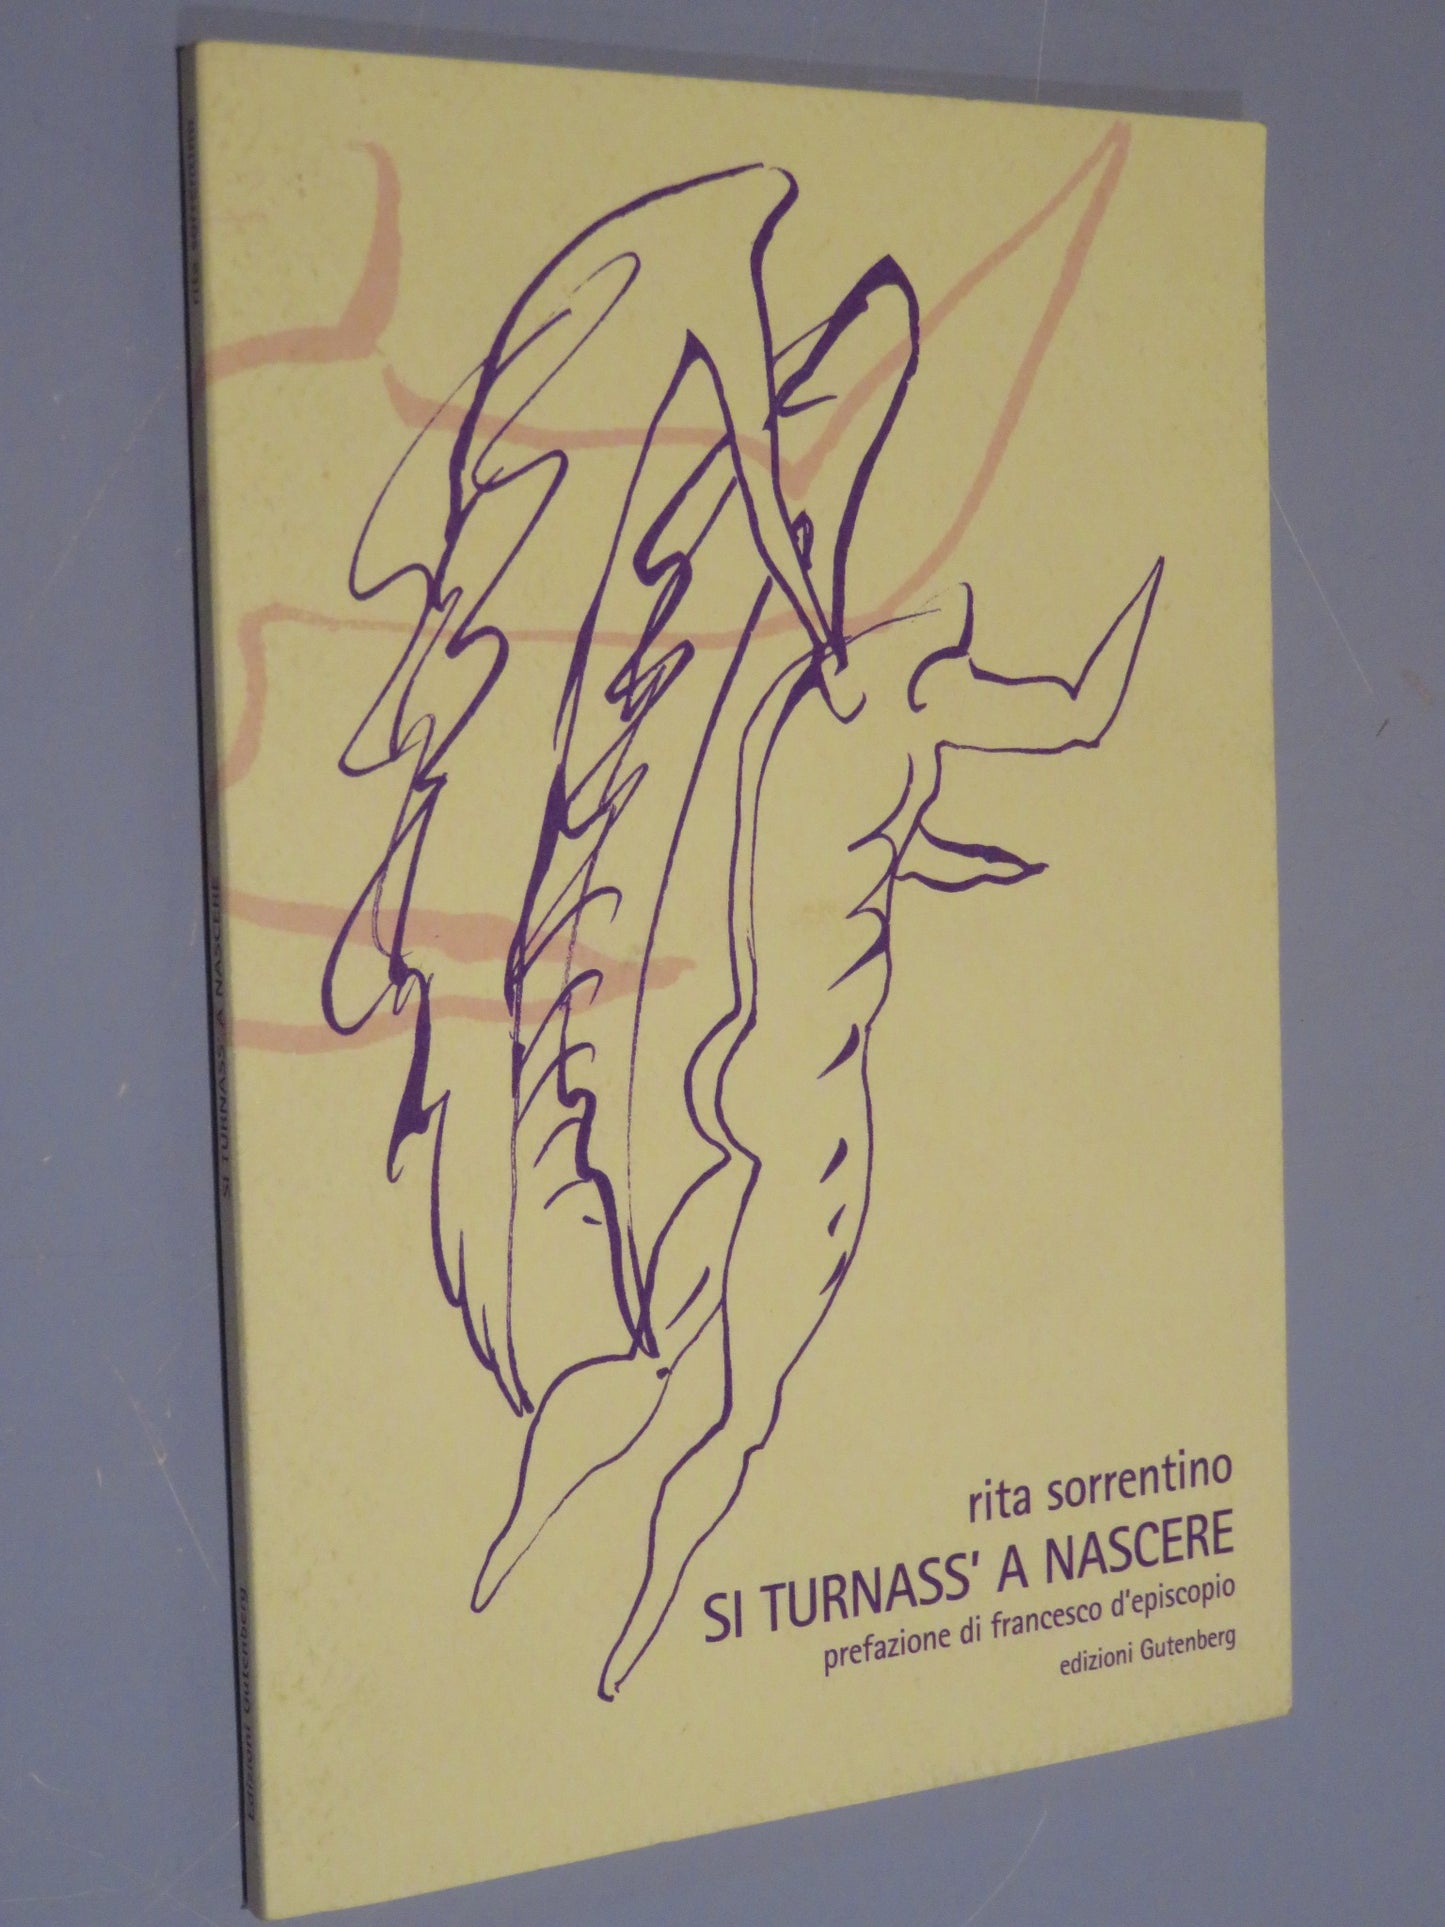 rita sorrentino
SI TURNASS' A NASCERE
prefazione di francesco d'episcopio
edizioni Gutenberg
rita sorrentino
SI TURNASS' A NASCERE
Edizioni Gutenberg